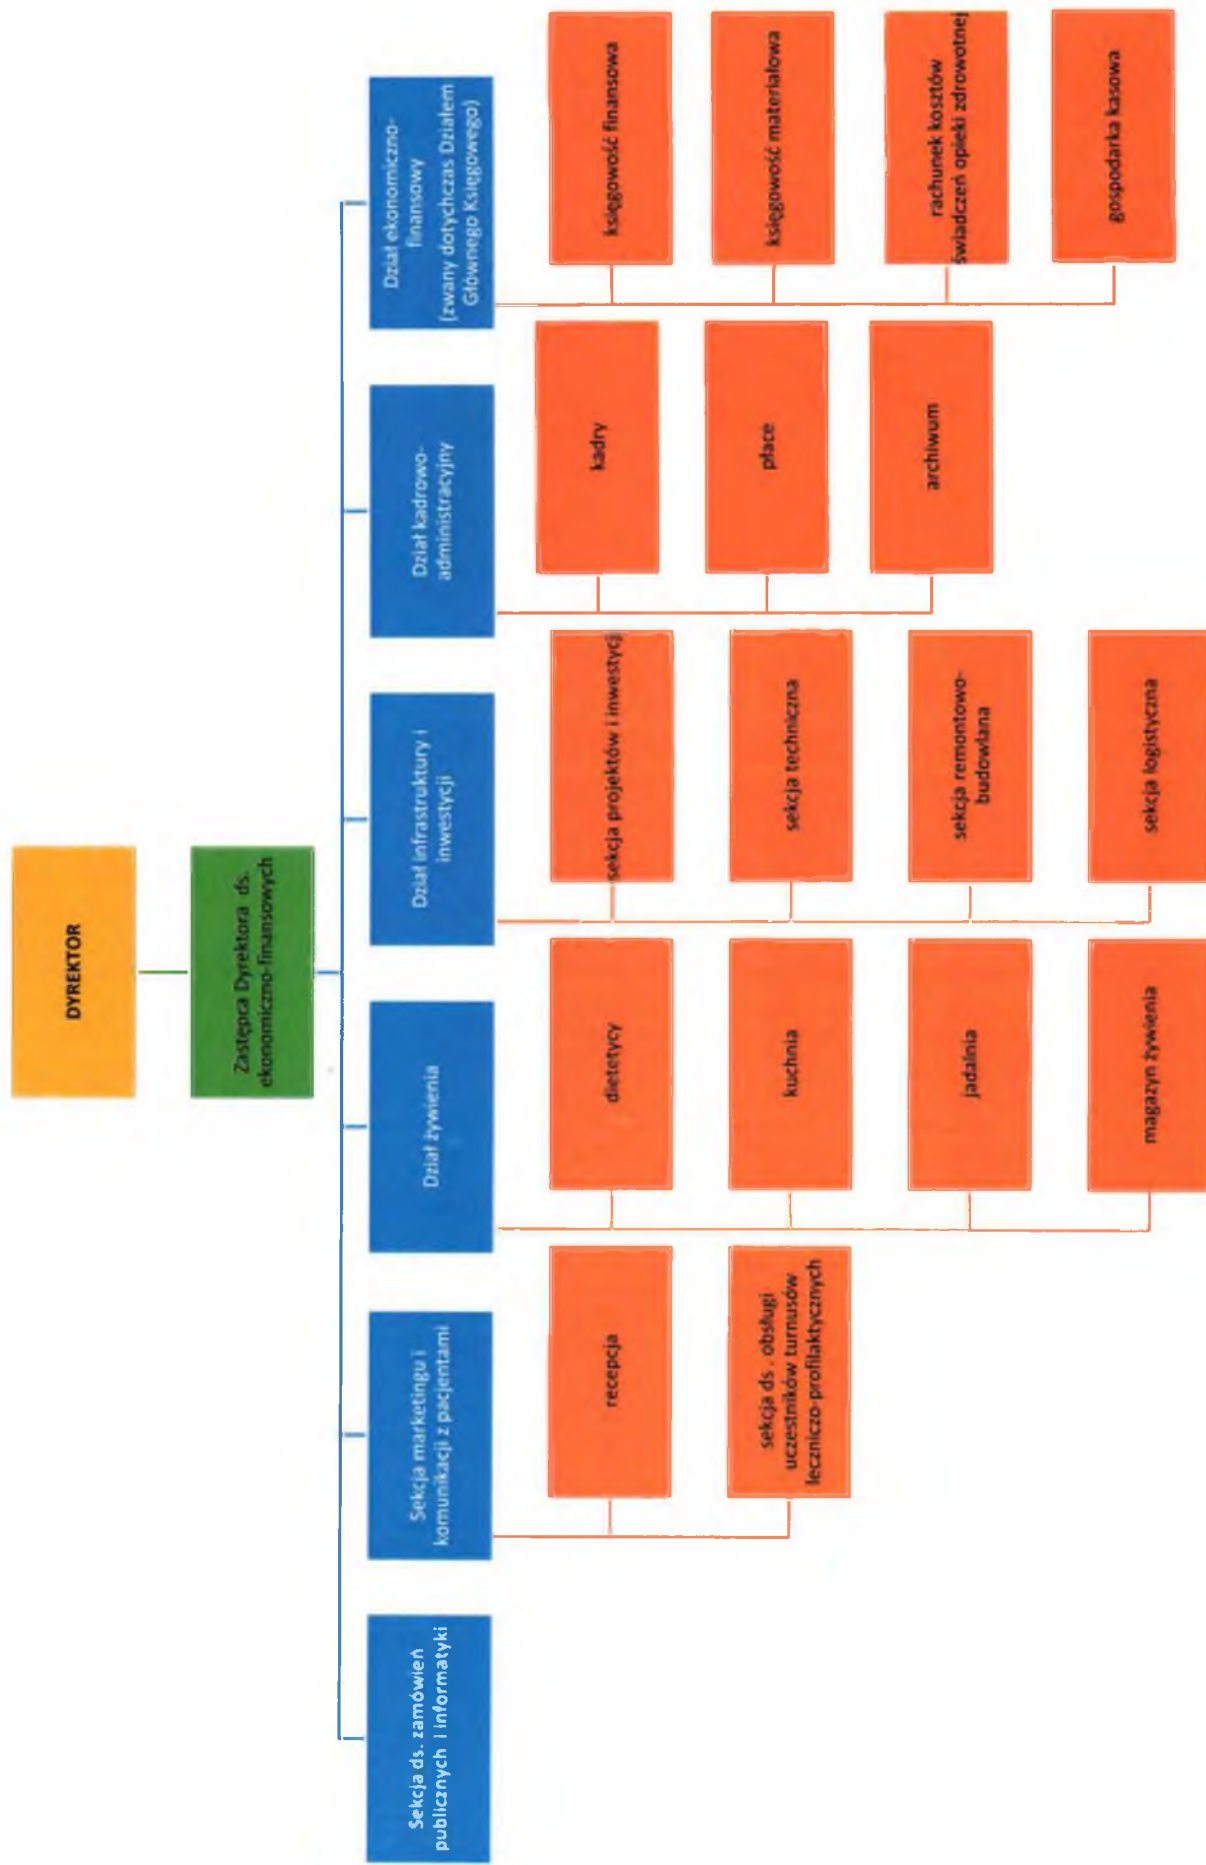 DYREKTOR
Zastępca Dyrektora ds.
ekonomiczno-finansowych
Sekcja ds. zamówień
publicznych i informatyki
Sekcja marketingu i
komunikacji z pacjentami
recepcja
sekcja ds . obsługi
uczestników turnusów
leczniczo-profilaktycznych
Dział żywienia
dietetycy
kuchnia
jadalnia
magazyn żywienia
Dział infrastruktury i
inwestycji
sekcja projektów i inwestycj
sekcja techniczna
sekcja remontowo-
budowlana
sekcja logistyczna
Dział kadrowo-
administracyjny
kadry
płace
archiwum
Dział ekonomiczno-
finansowy
(zwany dotychczas Działem
Głównego Księgowego)
księgowość finansowa
księgowość materiałowa
rachunek kosztów
świadczeń opieki zdrowotnej
gospodarka kasowa